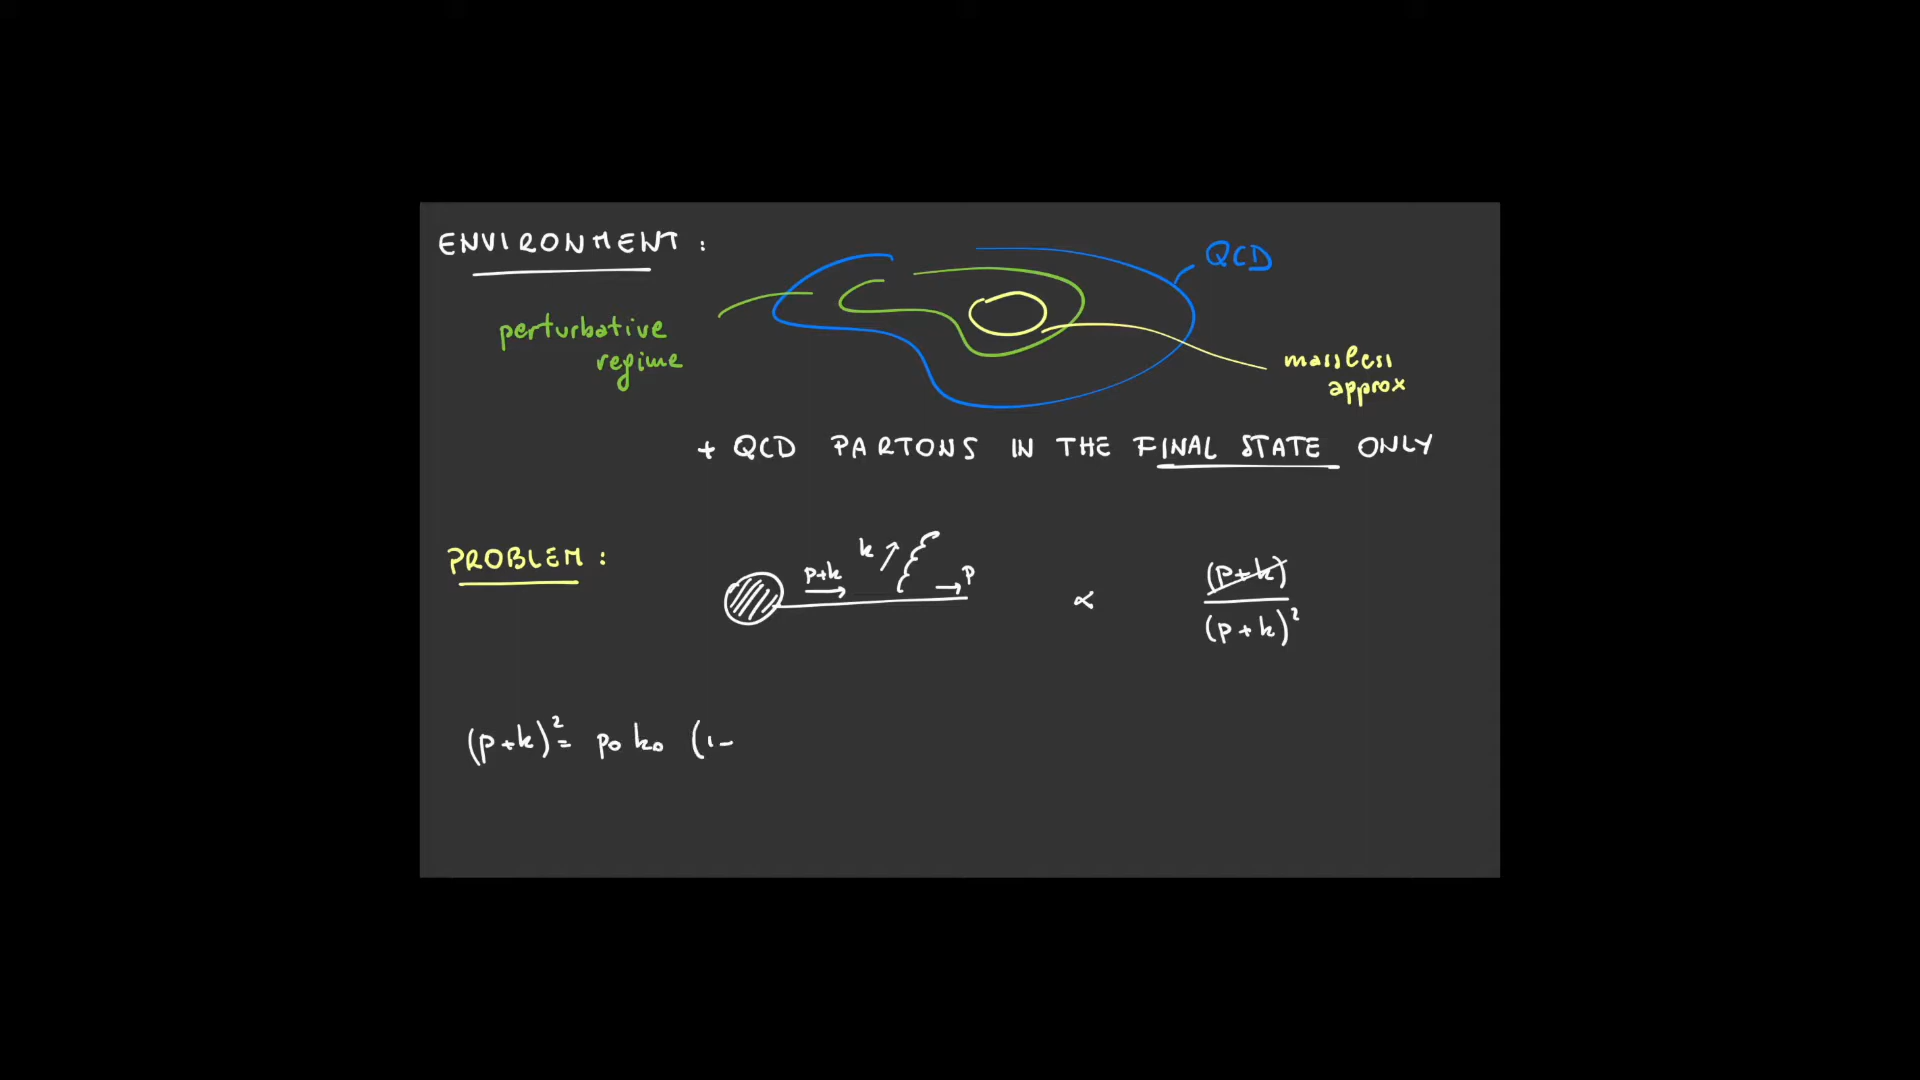 ENVIRONMENT :
QCD
perturbative
regime
massless
approx
+ QCD PARTONS IN THE FINAL STATE ONLY
PROBLEM :
k
p+k
p
∝
(p+k)
(p+k)²
(p+k)² = p₀ k₀ (1-